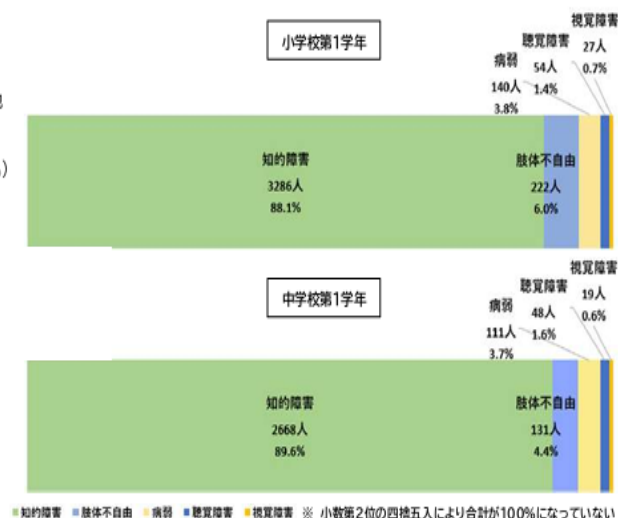 小学校第1学年
視覚障害
27人
0.7%
聴覚障害
54人
1.4%
病弱
140人
3.8%
知的障害
3286人
88.1%
肢体不自由
222人
6.0%
中学校第1学年
視覚障害
19人
0.6%
聴覚障害
48人
1.6%
病弱
111人
3.7%
知的障害
2668人
89.6%
肢体不自由
131人
4.4%
知的障害 肢体不自由 病弱 聴覚障害 視覚障害 ※ 小数第2位の四捨五入により合計が100%になっていない